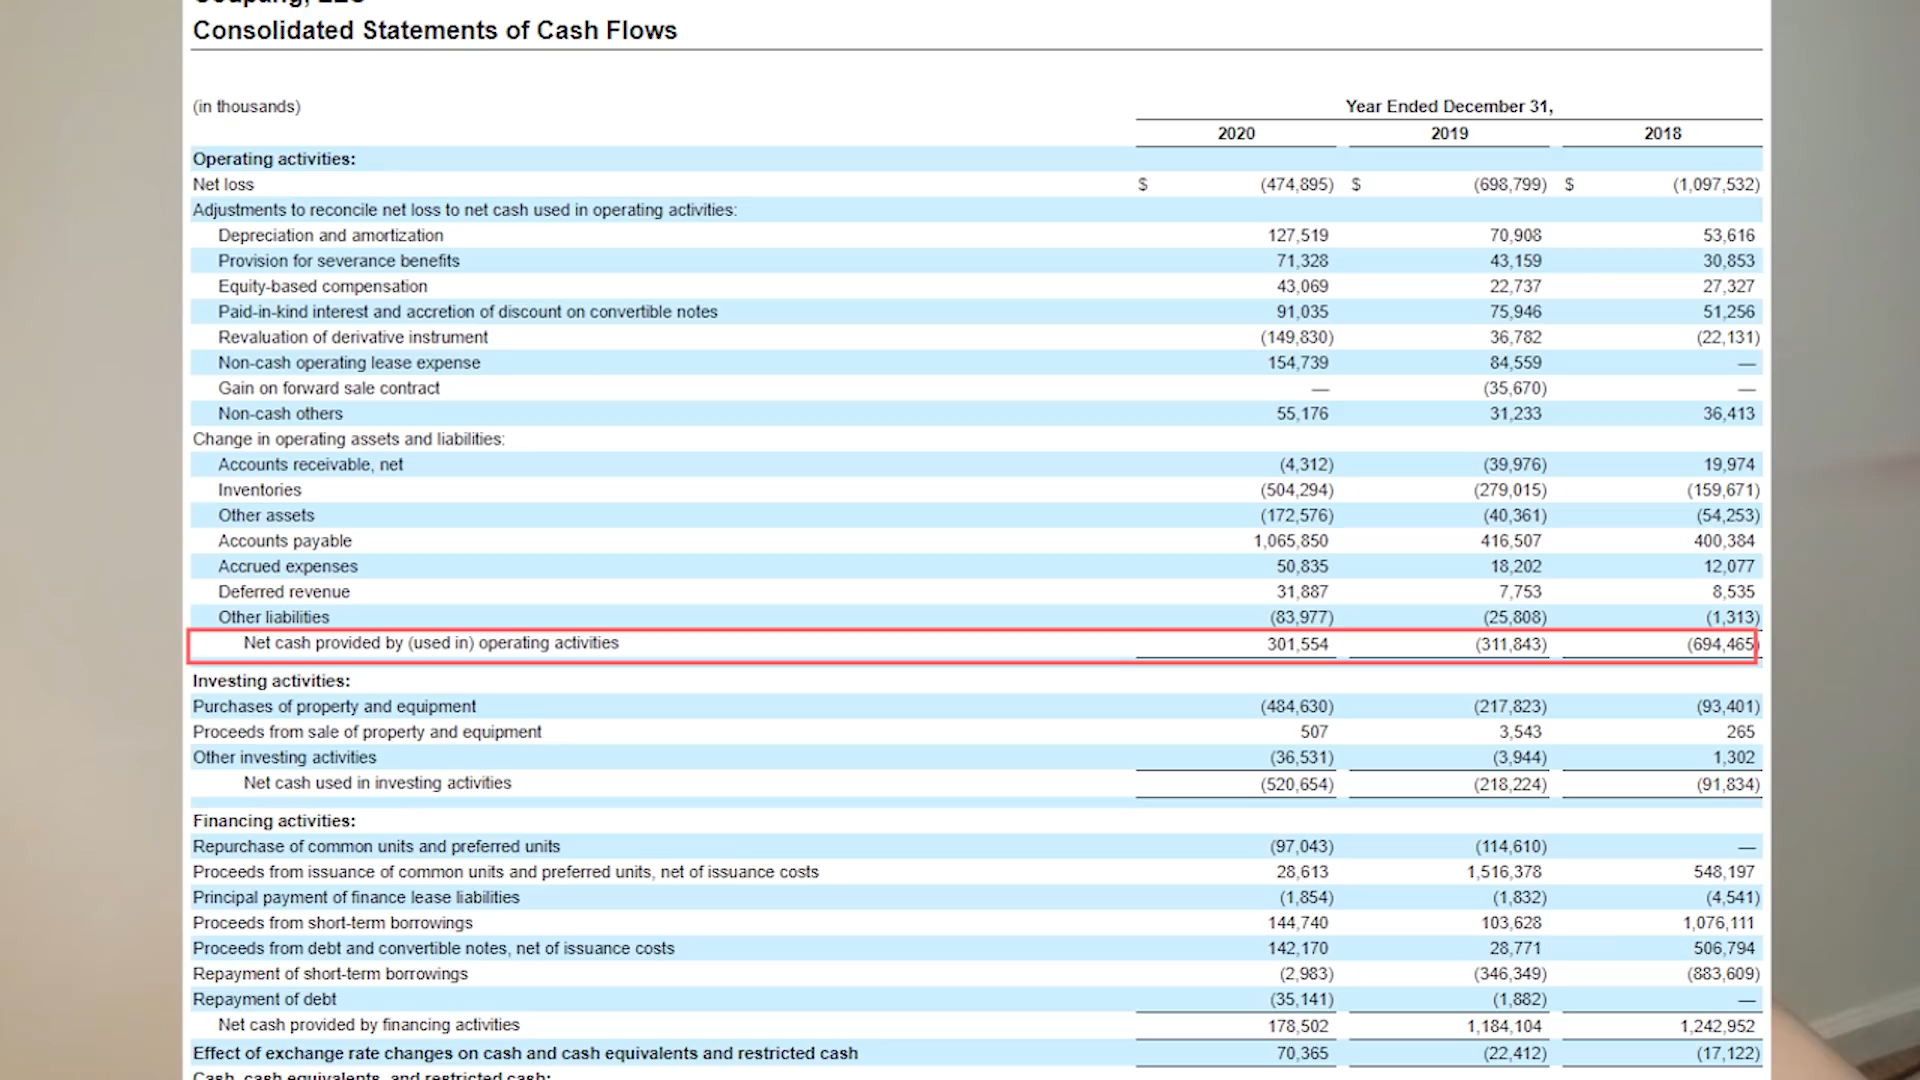 Coupang, LLC
Consolidated Statements of Cash Flows
(in thousands) Year Ended December 31,
2020 2019 2018
Operating activities:
Net loss $ (474,895) $ (698,799) $ (1,097,532)
Adjustments to reconcile net loss to net cash used in operating activities:
Depreciation and amortization 127,519 70,908 53,616
Provision for severance benefits 71,328 43,159 30,853
Equity-based compensation 43,069 22,737 27,327
Paid-in-kind interest and accretion of discount on convertible notes 91,035 75,946 51,256
Revaluation of derivative instrument (149,830) 36,782 (22,131)
Non-cash operating lease expense 154,739 84,559 —
Gain on forward sale contract — (35,670) —
Non-cash others 55,176 31,233 36,413
Change in operating assets and liabilities:
Accounts receivable, net (4,312) (39,976) 19,974
Inventories (504,294) (279,015) (159,671)
Other assets (172,576) (40,361) (54,253)
Accounts payable 1,065,850 416,507 400,384
Accrued expenses 50,835 18,202 12,077
Deferred revenue 31,887 7,753 8,535
Other liabilities (83,977) (25,808) (1,313)
Net cash provided by (used in) operating activities 301,554 (311,843) (694,465)
Investing activities:
Purchases of property and equipment (484,630) (217,823) (93,401)
Proceeds from sale of property and equipment 507 3,543 265
Other investing activities (36,531) (3,944) 1,302
Net cash used in investing activities (520,654) (218,224) (91,834)
Financing activities:
Repurchase of common units and preferred units (97,043) (114,610) —
Proceeds from issuance of common units and preferred units, net of issuance costs 28,613 1,516,378 548,197
Principal payment of finance lease liabilities (1,854) (1,832) (4,541)
Proceeds from short-term borrowings 144,740 103,628 1,076,111
Proceeds from debt and convertible notes, net of issuance costs 142,170 28,771 506,794
Repayment of short-term borrowings (2,983) (346,349) (883,609)
Repayment of debt (35,141) (1,882) —
Net cash provided by financing activities 178,502 1,184,104 1,242,952
Effect of exchange rate changes on cash and cash equivalents and restricted cash 70,365 (22,412) (17,122)
Cash, cash equivalents, and restricted cash: